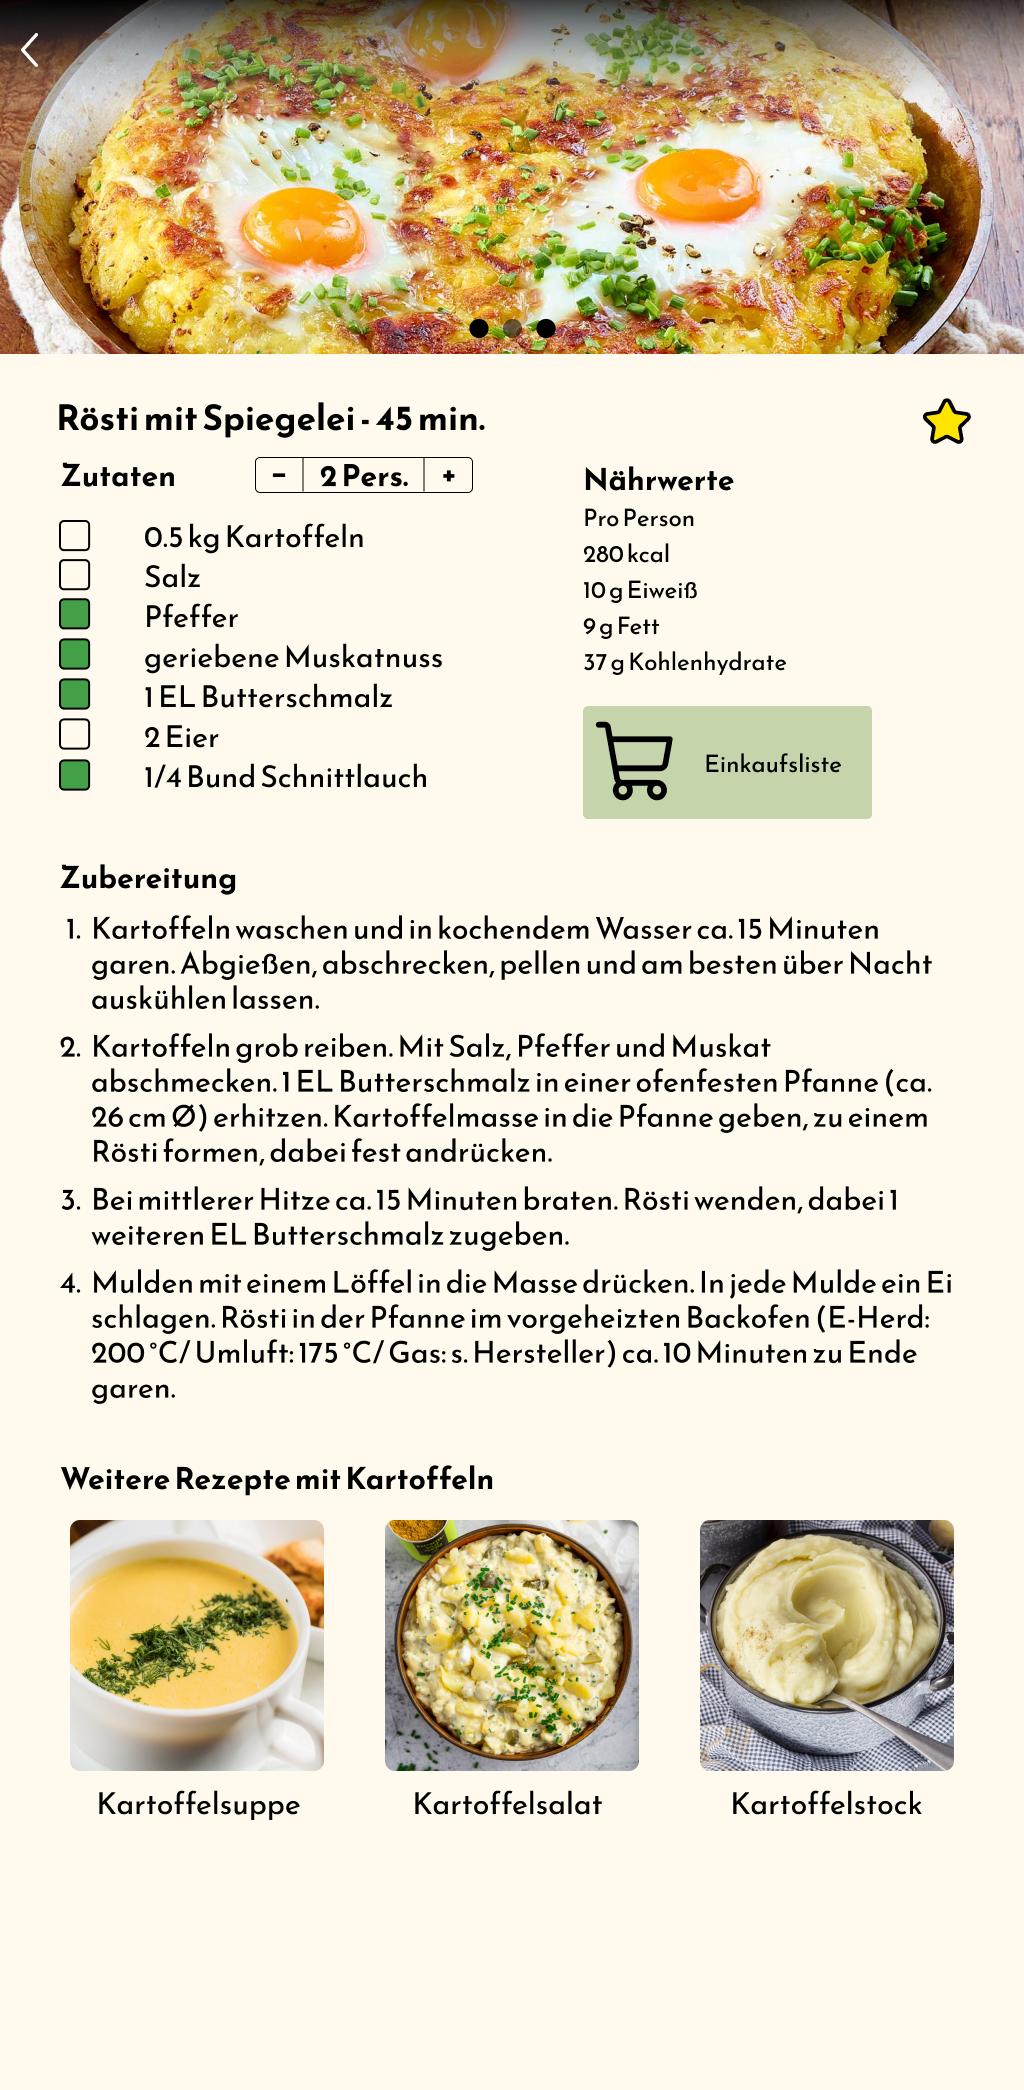 Rösti mit Spiegelei - 45 min.
Zutaten
− 2 Pers. +
0.5 kg Kartoffeln
Salz
Pfeffer
geriebene Muskatnuss
1 EL Butterschmalz
2 Eier
1/4 Bund Schnittlauch
Nährwerte
Pro Person
280 kcal
10 g Eiweiß
9 g Fett
37 g Kohlenhydrate
Einkaufsliste
Zubereitung
1. Kartoffeln waschen und in kochendem Wasser ca. 15 Minuten
garen. Abgießen, abschrecken, pellen und am besten über Nacht
auskühlen lassen.
2. Kartoffeln grob reiben. Mit Salz, Pfeffer und Muskat
abschmecken. 1 EL Butterschmalz in einer ofenfesten Pfanne (ca.
26 cm Ø) erhitzen. Kartoffelmasse in die Pfanne geben, zu einem
Rösti formen, dabei fest andrücken.
3. Bei mittlerer Hitze ca. 15 Minuten braten. Rösti wenden, dabei 1
weiteren EL Butterschmalz zugeben.
4. Mulden mit einem Löffel in die Masse drücken. In jede Mulde ein Ei
schlagen. Rösti in der Pfanne im vorgeheizten Backofen (E-Herd:
200 °C/ Umluft: 175 °C/ Gas: s. Hersteller) ca. 10 Minuten zu Ende
garen.
Weitere Rezepte mit Kartoffeln
Kartoffelsuppe
Kartoffelsalat
Kartoffelstock